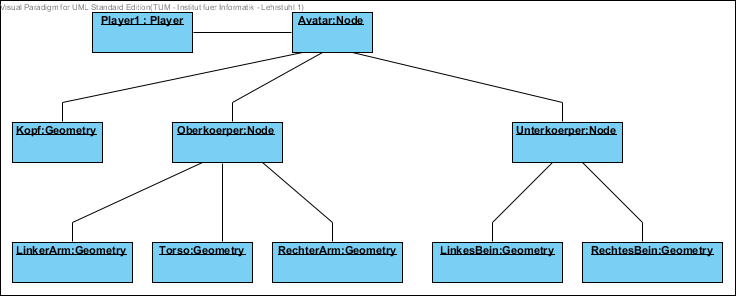 Visual Paradigm for UML Standard Edition(TUM - Institut fuer Informatik - Lehrstuhl 1)
Player1 : Player
Avatar:Node
Kopf:Geometry
Oberkoerper:Node
Unterkoerper:Node
LinkerArm:Geometry
Torso:Geometry
RechterArm:Geometry
LinkesBein:Geometry
RechtesBein:Geometry